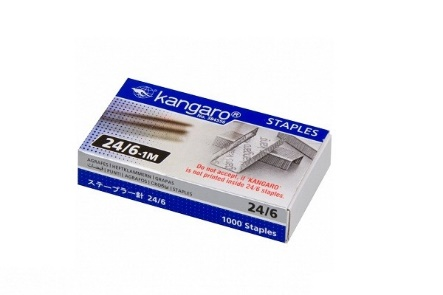 kangaro®
STAPLES
24/6-1M
Do not accept, if 'KANGARO'
is not printed inside 24/6 staples.
ステープラー針 24/6
24/6
1000 Staples